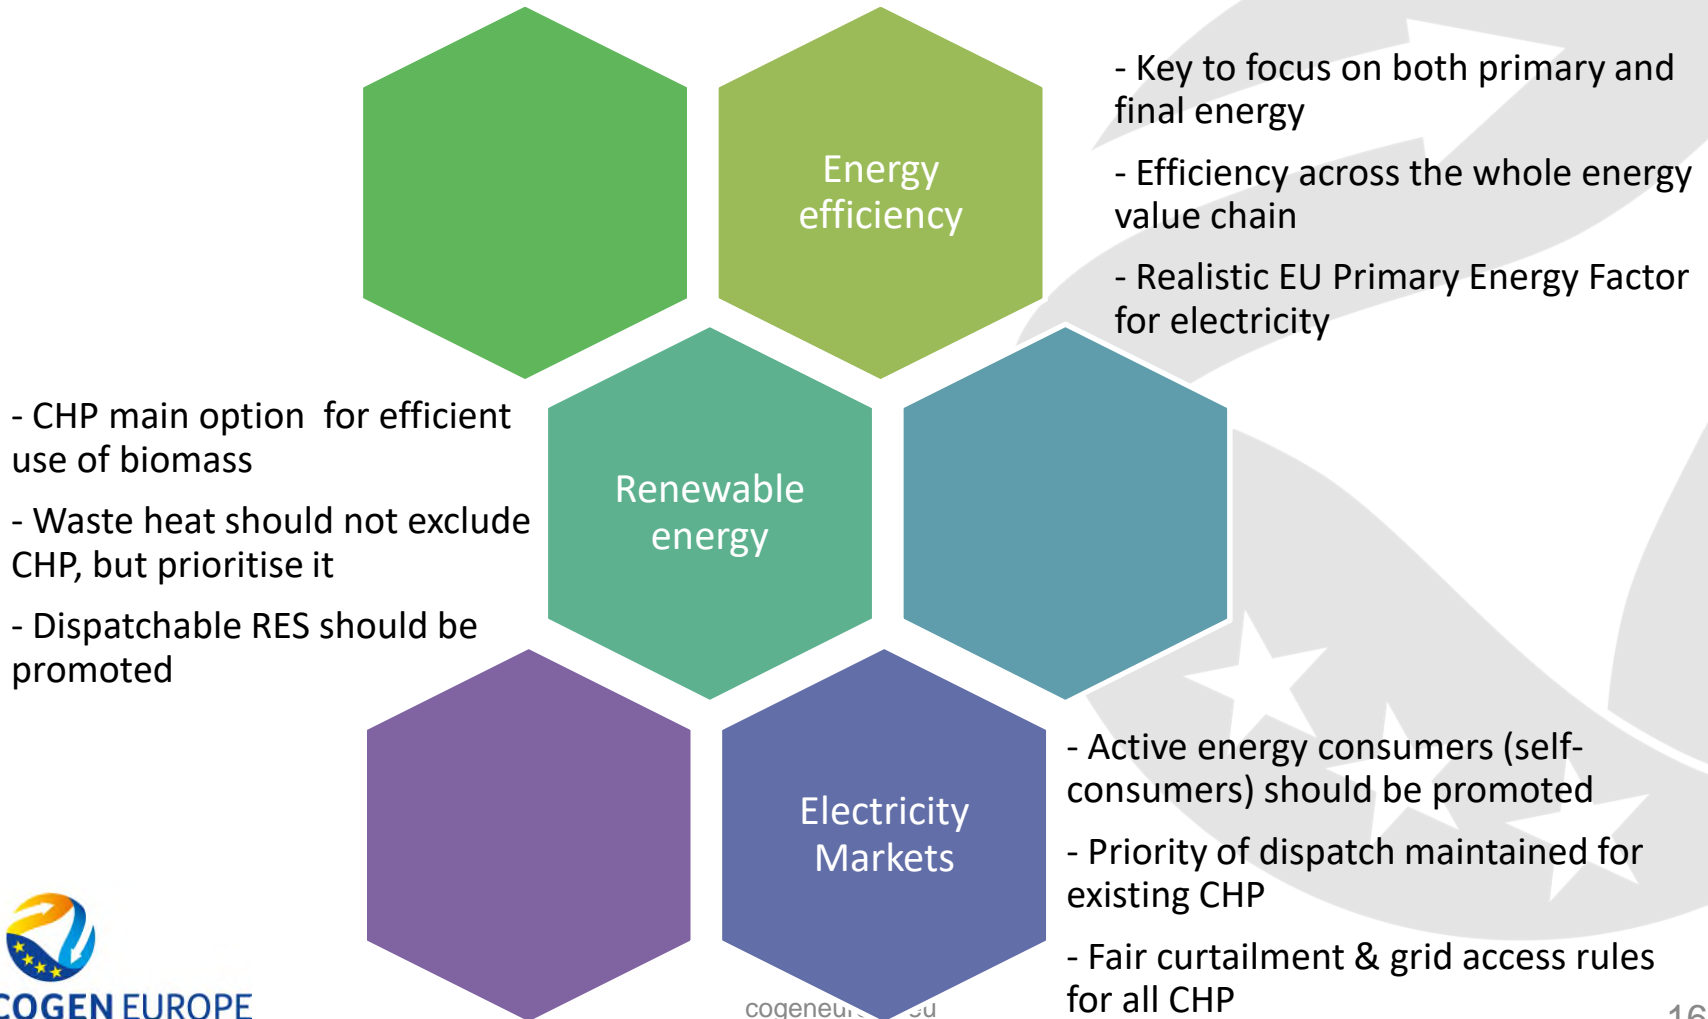 Energy
efficiency
- Key to focus on both primary and
final energy
- Efficiency across the whole energy
value chain
- Realistic EU Primary Energy Factor
for electricity
- CHP main option  for efficient
use of biomass
- Waste heat should not exclude
CHP, but prioritise it
- Dispatchable RES should be
promoted
Renewable
energy
Electricity
Markets
- Active energy consumers (self-
consumers) should be promoted
- Priority of dispatch maintained for
existing CHP
- Fair curtailment & grid access rules
for all CHP
COGEN EUROPE
16